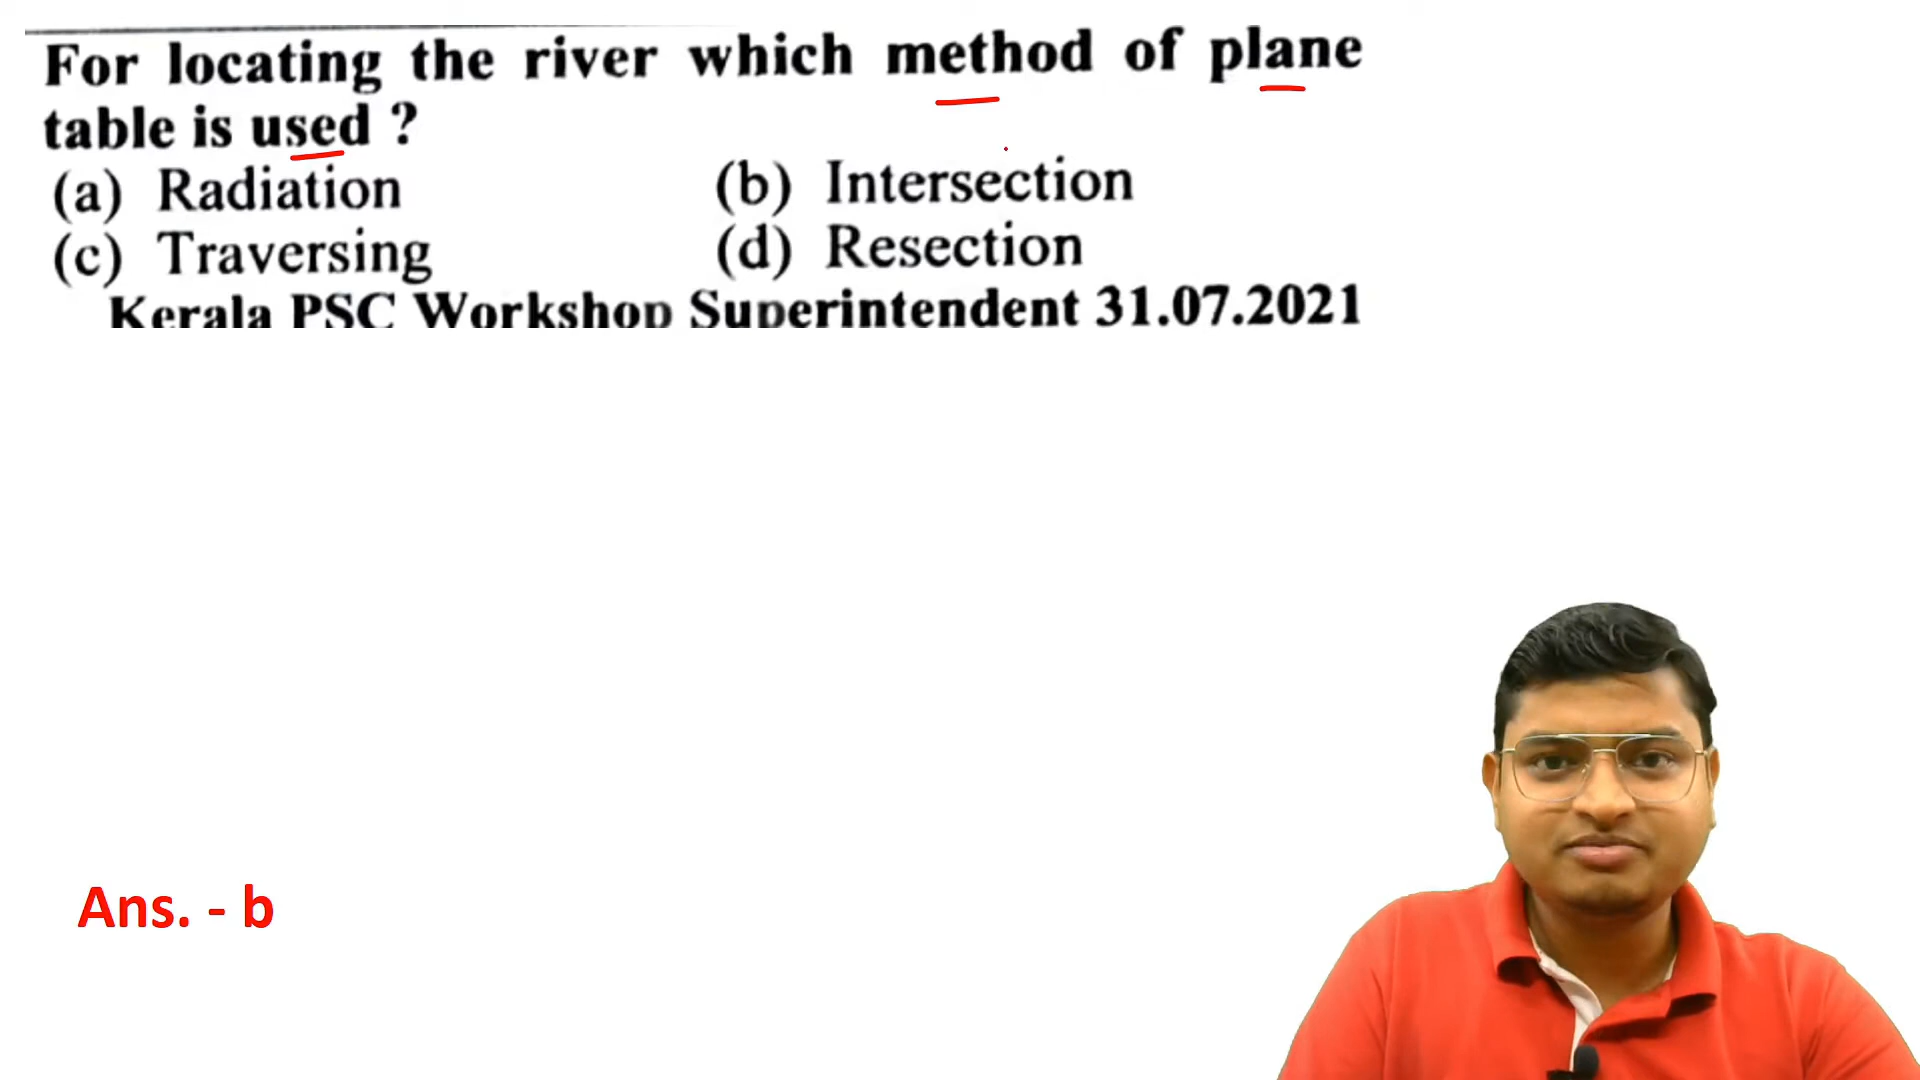 For locating the river which method of plane
table is used ?
(a) Radiation (b) Intersection
(c) Traversing (d) Resection
Kerala PSC Workshop Superintendent 31.07.2021
Ans. - b